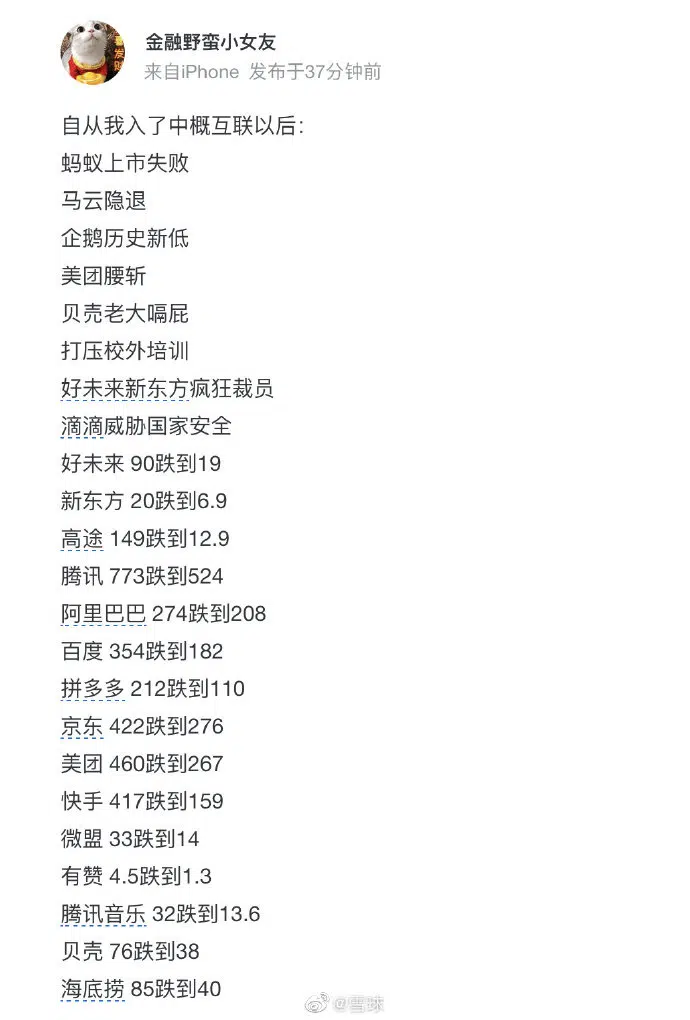 金融野蛮小女友
来自iPhone 发布于37分钟前
自从我入了中概互联以后:
蚂蚁上市失败
马云隐退
企鹅历史新低
美团腰斩
贝壳老大嗝屁
打压校外培训
好未来新东方疯狂裁员
滴滴威胁国家安全
好未来 90跌到19
新东方 20跌到6.9
高途 149跌到12.9
腾讯 773跌到524
阿里巴巴 274跌到208
百度 354跌到182
拼多多 212跌到110
京东 422跌到276
美团 460跌到267
快手 417跌到159
微盟 33跌到14
有赞 4.5跌到1.3
腾讯音乐 32跌到13.6
贝壳 76跌到38
海底捞 85跌到40
@雪球